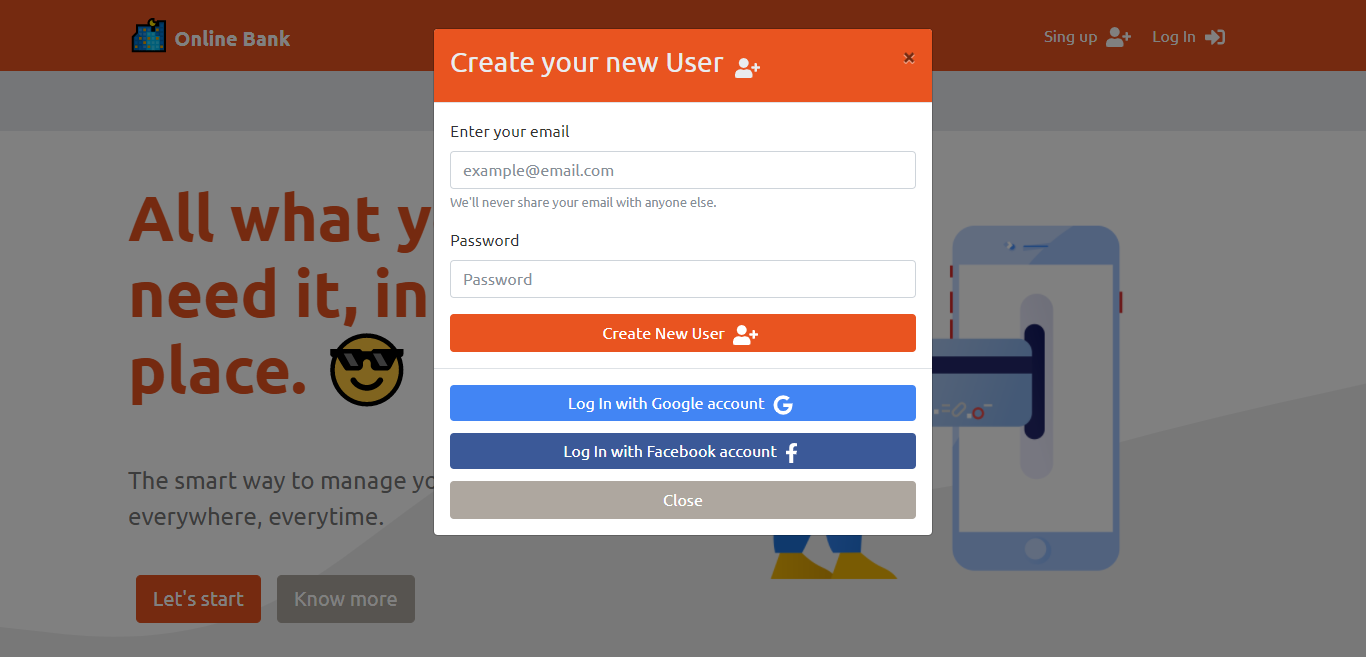 Online Bank
Sing up
Log In
Create your new User
×
Enter your email
example@email.com
We'll never share your email with anyone else.
Password
Password
Create New User
Log In with Google account
Log In with Facebook account
Close
All what y
need it, in
place.
The smart way to manage yo
everywhere, everytime.
Let's start
Know more